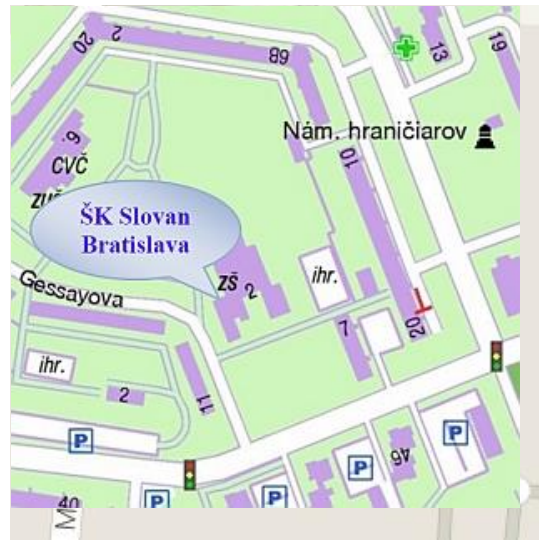 20
2
68
13
19
Nám. hraničiarov
10
9.
CVČ
ŠK Slovan
Bratislava
ZŠ 2
ihr.
Gessayova
7
20
ihr.
2
11
P
P
P
46
P
P
40
M